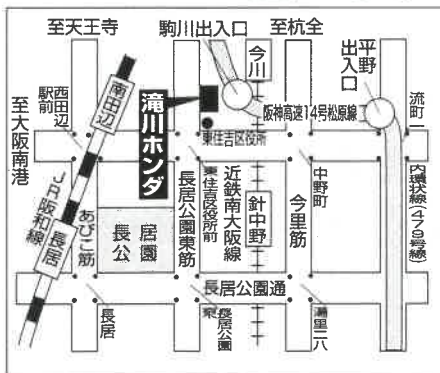 至天王寺
駒川出入口
至杭全
平野出入口
今川
南田辺
西田辺駅前
阪神高速14号松原線
流町一
至大阪南港
滝川ホンダ
東住吉区役所
JR阪和線
長居
あびこ筋
長居公園
長居公園東筋
東住吉区役所前
近鉄南大阪線
針中野
今里筋
中野町
内環状線(479号線)
長居公園通
長居
長居公園東
湯里六